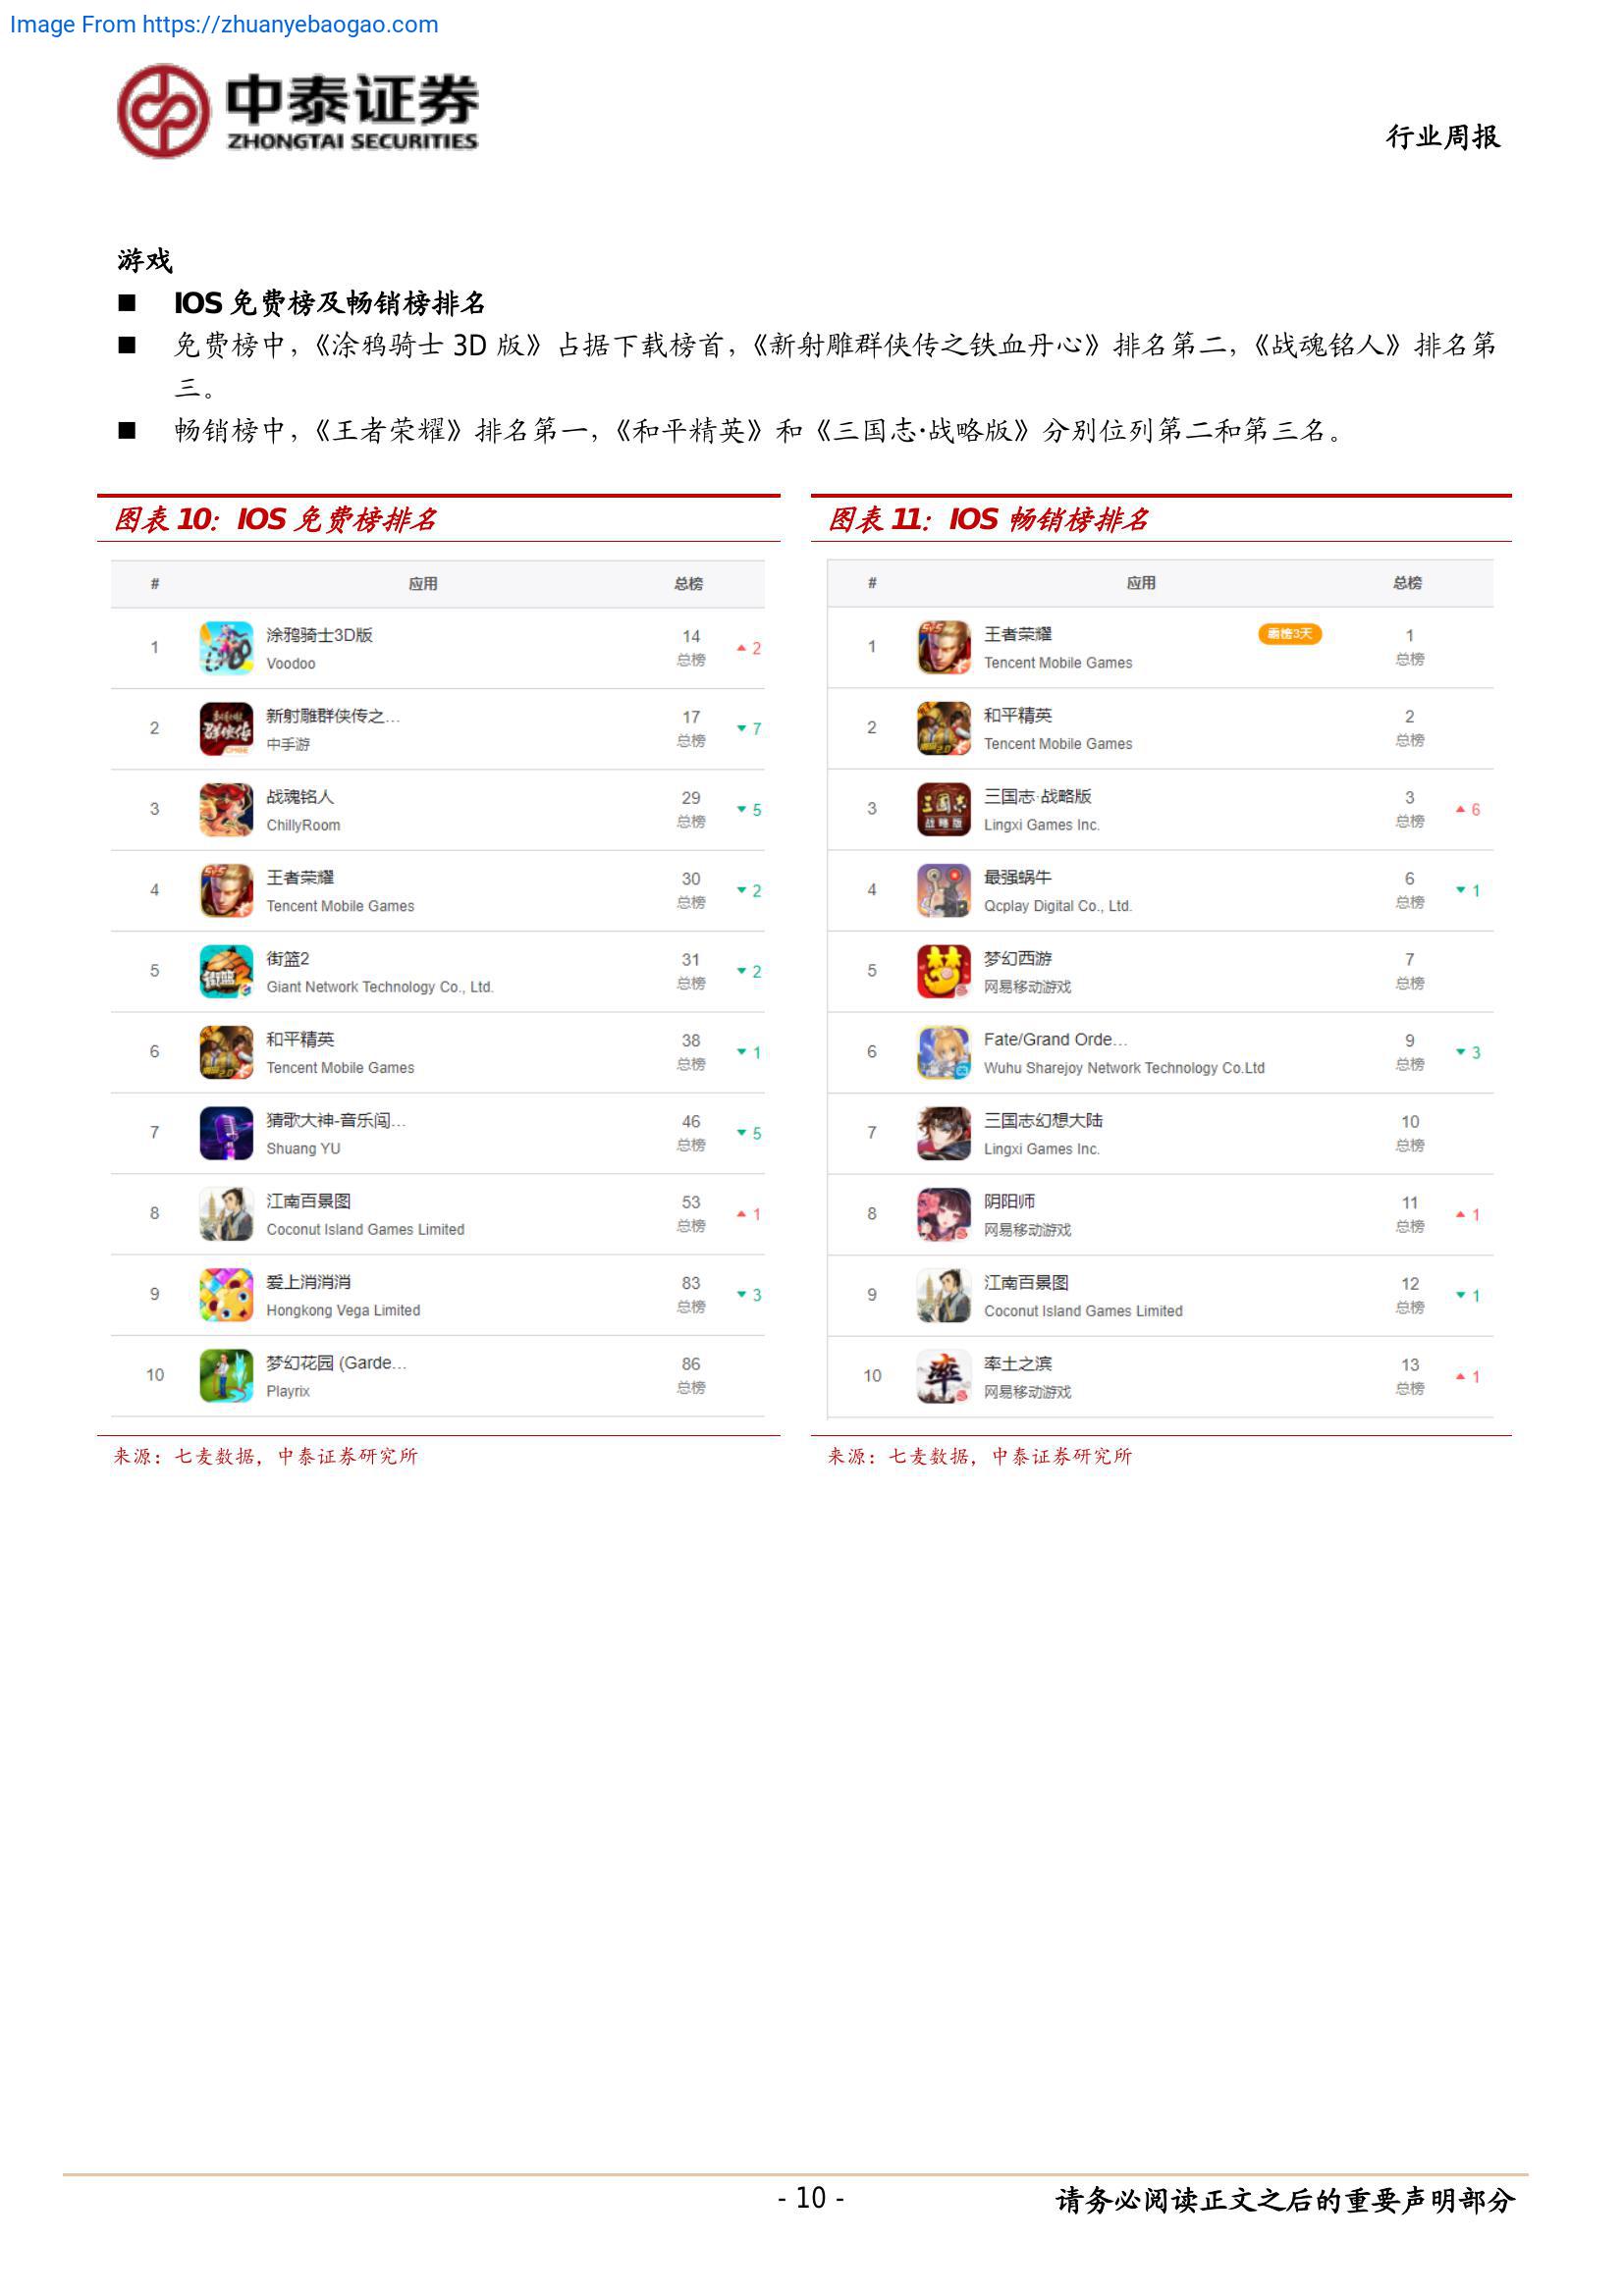 Image From https://zhuanyebaogao.com
中泰证券
ZHONGTAI SECURITIES
行业周报
游戏
■ IOS 免费榜及畅销榜排名
■ 免费榜中，《涂鸦骑士 3D 版》占据下载榜首，《新射雕群侠传之铁血丹心》排名第二，《战魂铭人》排名第
三。
■ 畅销榜中，《王者荣耀》排名第一，《和平精英》和《三国志·战略版》分别位列第二和第三名。
图表 10：IOS 免费榜排名
# 应用 总榜
1 涂鸦骑士3D版 14 ▲ 2
Voodoo 总榜
2 新射雕群侠传之... 17 ▼ 7
中手游 总榜
3 战魂铭人 29 ▼ 5
ChillyRoom 总榜
4 王者荣耀 30 ▼ 2
Tencent Mobile Games 总榜
5 街篮2 31 ▼ 2
Giant Network Technology Co., Ltd. 总榜
6 和平精英 38 ▼ 1
Tencent Mobile Games 总榜
7 猜歌大神-音乐闯... 46 ▼ 5
Shuang YU 总榜
8 江南百景图 53 ▲ 1
Coconut Island Games Limited 总榜
9 爱上消消消 83 ▼ 3
Hongkong Vega Limited 总榜
10 梦幻花园 (Garde... 86
Playrix 总榜
来源：七麦数据，中泰证券研究所
图表 11：IOS 畅销榜排名
# 应用 总榜
1 王者荣耀 霸榜3天 1
Tencent Mobile Games 总榜
2 和平精英 2
Tencent Mobile Games 总榜
3 三国志·战略版 3 ▲ 6
Lingxi Games Inc. 总榜
4 最强蜗牛 6 ▼ 1
Qcplay Digital Co., Ltd. 总榜
5 梦幻西游 7
网易移动游戏 总榜
6 Fate/Grand Orde... 9 ▼ 3
Wuhu Sharejoy Network Technology Co.Ltd 总榜
7 三国志幻想大陆 10
Lingxi Games Inc. 总榜
8 阴阳师 11 ▲ 1
网易移动游戏 总榜
9 江南百景图 12 ▼ 1
Coconut Island Games Limited 总榜
10 率土之滨 13 ▲ 1
网易移动游戏 总榜
来源：七麦数据，中泰证券研究所
- 10 -
请务必阅读正文之后的重要声明部分